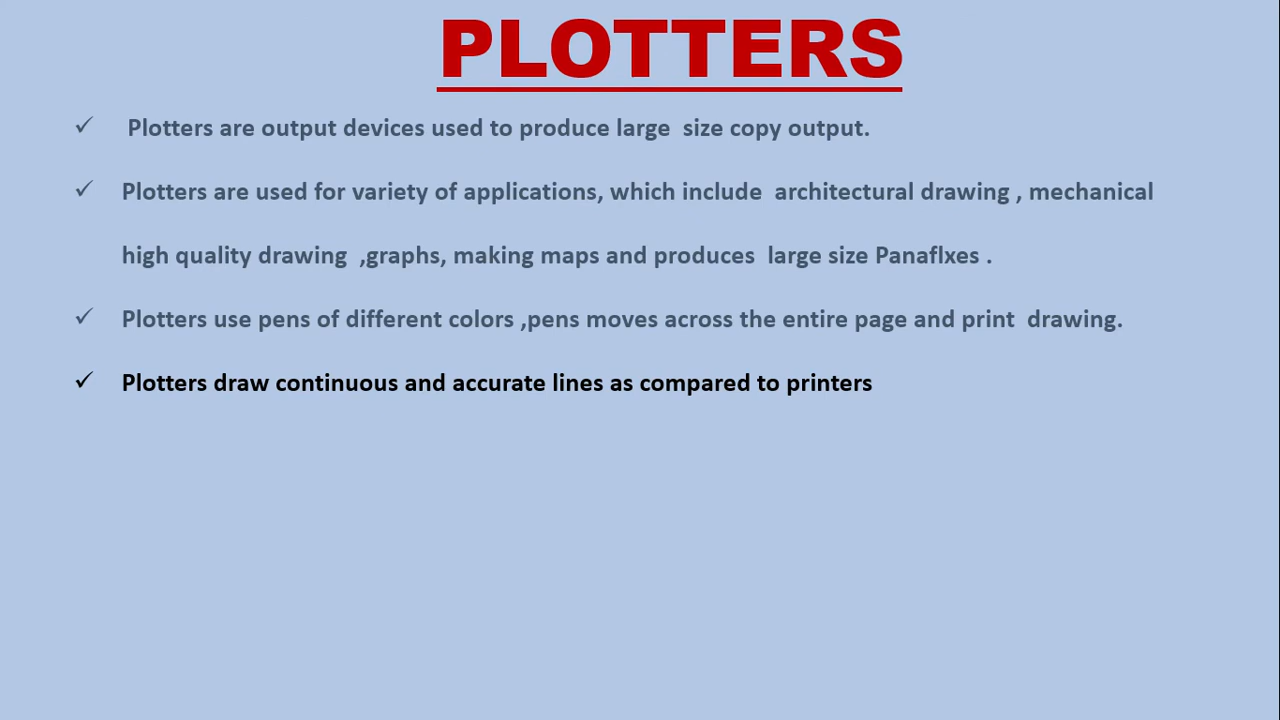 PLOTTERS
✓ Plotters are output devices used to produce large size copy output.
✓ Plotters are used for variety of applications, which include architectural drawing , mechanical
high quality drawing ,graphs, making maps and produces large size Panaflxes .
✓ Plotters use pens of different colors ,pens moves across the entire page and print drawing.
✓ Plotters draw continuous and accurate lines as compared to printers